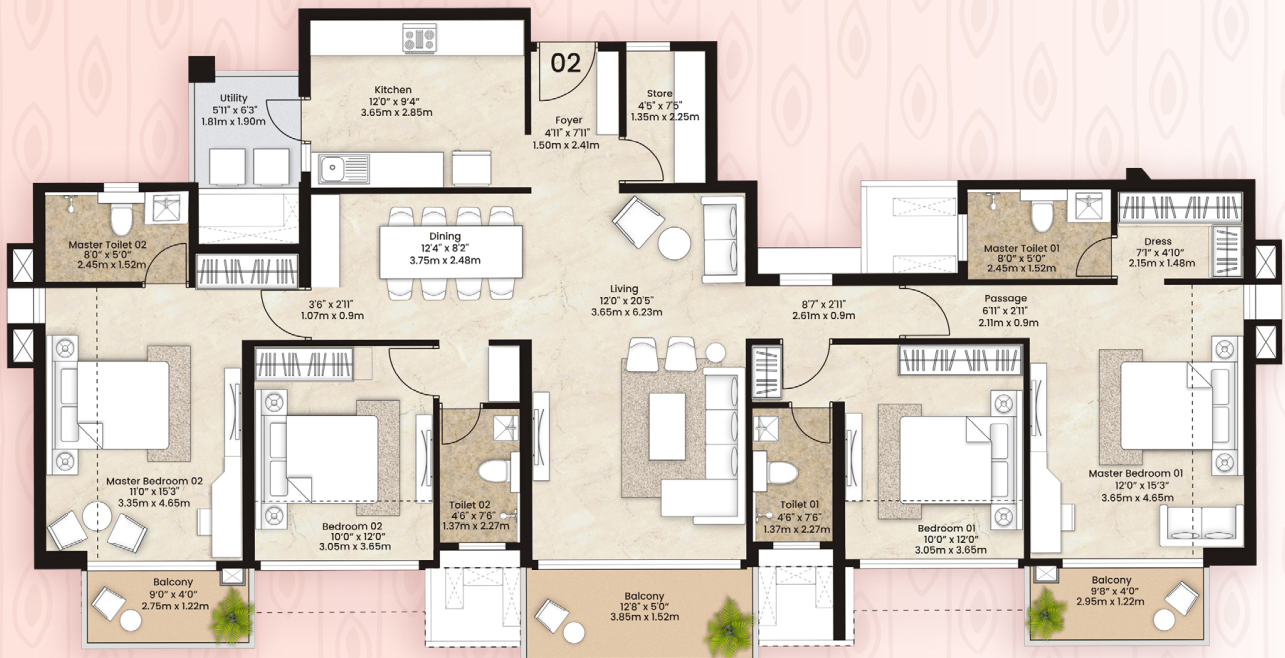 02
Kitchen
12'0" x 9'4"
3.65m x 2.85m
Utility
5'11" x 6'3"
1.81m x 1.90m
Foyer
4'11" x 7'11"
1.50m x 2.41m
Store
4'5" x 7'5"
1.35m x 2.25m
Master Toilet 02
8'0" x 5'0"
2.45m x 1.52m
Dining
12'4" x 8'2"
3.75m x 2.48m
Master Toilet 01
8'0" x 5'0"
2.45m x 1.52m
Dress
7'1" x 4'10"
2.15m x 1.48m
3'6" x 2'11"
1.07m x 0.9m
Living
12'0" x 20'5"
3.65m x 6.23m
8'7" x 2'11"
2.61m x 0.9m
Passage
6'11" x 2'11"
2.11m x 0.9m
Master Bedroom 02
11'0" x 15'3"
3.35m x 4.65m
Bedroom 02
10'0" x 12'0"
3.05m x 3.65m
Toilet 02
4'6" x 7'6"
1.37m x 2.27m
Toilet 01
4'6" x 7'6"
1.37m x 2.27m
Bedroom 01
10'0" x 12'0"
3.05m x 3.65m
Master Bedroom 01
12'0" x 15'3"
3.65m x 4.65m
Balcony
9'0" x 4'0"
2.75m x 1.22m
Balcony
12'8" x 5'0"
3.85m x 1.52m
Balcony
9'8" x 4'0"
2.95m x 1.22m